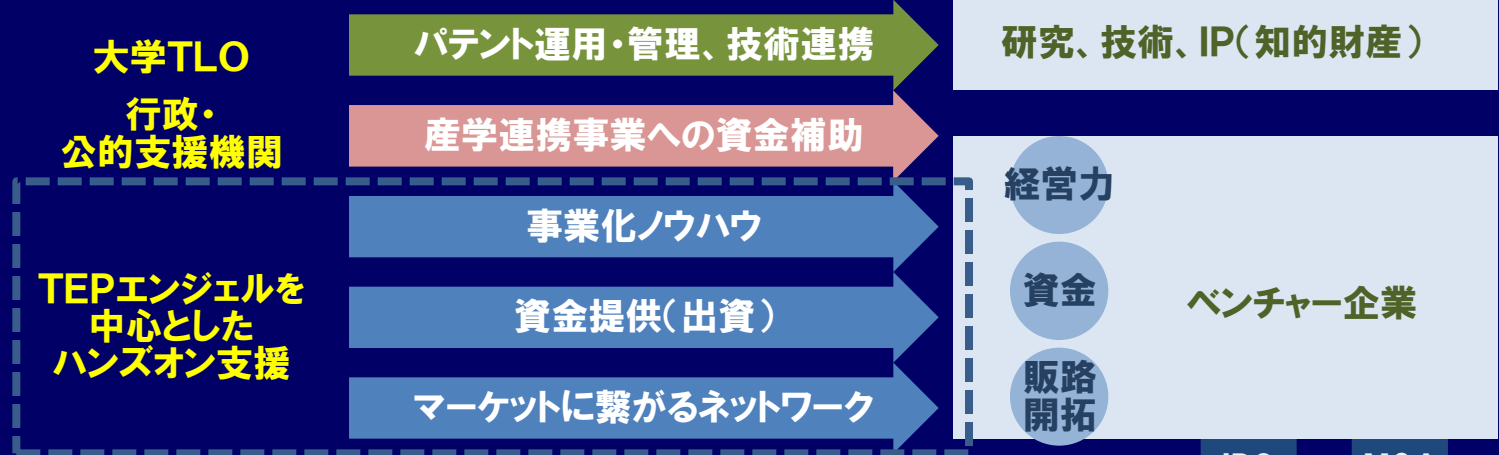 大学TLO
パテント運用・管理、技術連携
研究、技術、IP(知的財産)
行政・
公的支援機関
産学連携事業への資金補助
TEPエンジェルを
中心とした
ハンズオン支援
事業化ノウハウ
資金提供(出資)
マーケットに繋がるネットワーク
経営力
資金
販路
開拓
ベンチャー企業